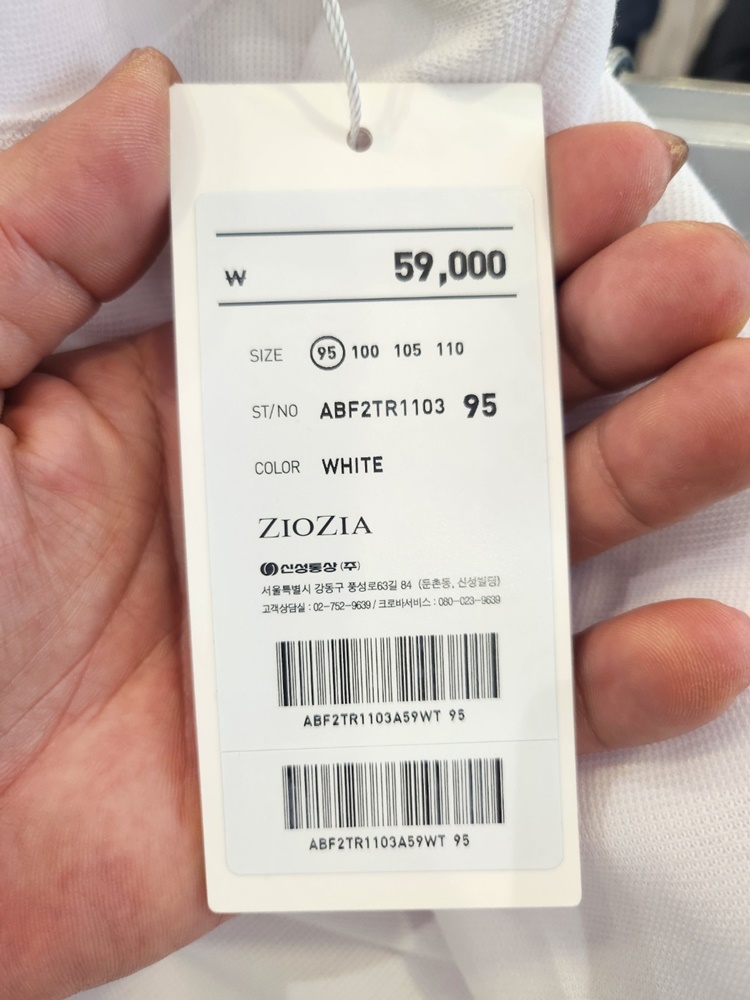 ₩ 59,000
SIZE 95 100 105 110
ST/NO ABF2TR1103 95
COLOR WHITE
ZIOZIA
신성통상 (주)
서울특별시 강동구 풍성로63길 84 (둔촌동, 신성빌딩)
고객상담실 : 02-752-9639 / 크로바서비스 : 080-023-9639
ABF2TR1103A59WT 95
ABF2TR1103A59WT 95